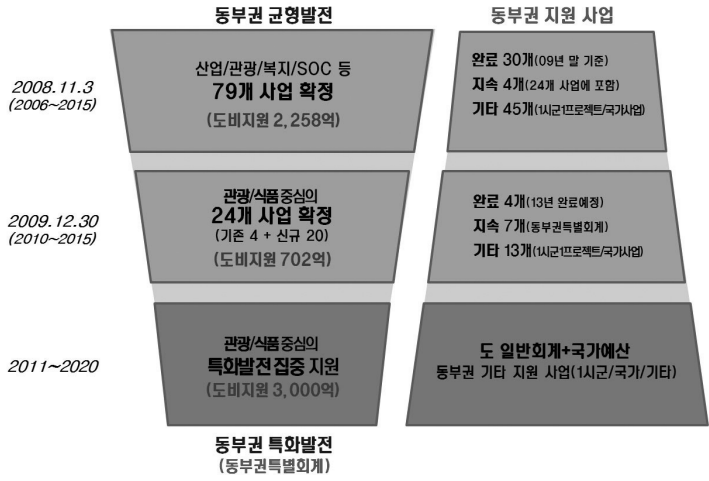 동부권 균형발전
동부권 지원 사업
2008.11.3
(2006~2015)
산업/관광/복지/SOC 등
79개 사업 확정
(도비지원 2,258억)
완료 30개(09년 말 기준)
지속 4개(24개 사업에 포함)
기타 45개(1시군1프로젝트/국가사업)
2009.12.30
(2010~2015)
관광/식품 중심의
24개 사업 확정
(기존 4 + 신규 20)
(도비지원 702억)
완료 4개(13년 완료예정)
지속 7개(동부권특별회계)
기타 13개(1시군1프로젝트/국가사업)
2011~2020
관광/식품 중심의
특화발전 집중 지원
(도비지원 3,000억)
도 일반회계+국가예산
동부권 기타 지원 사업(1시군/국가/기타)
동부권 특화발전
(동부권특별회계)